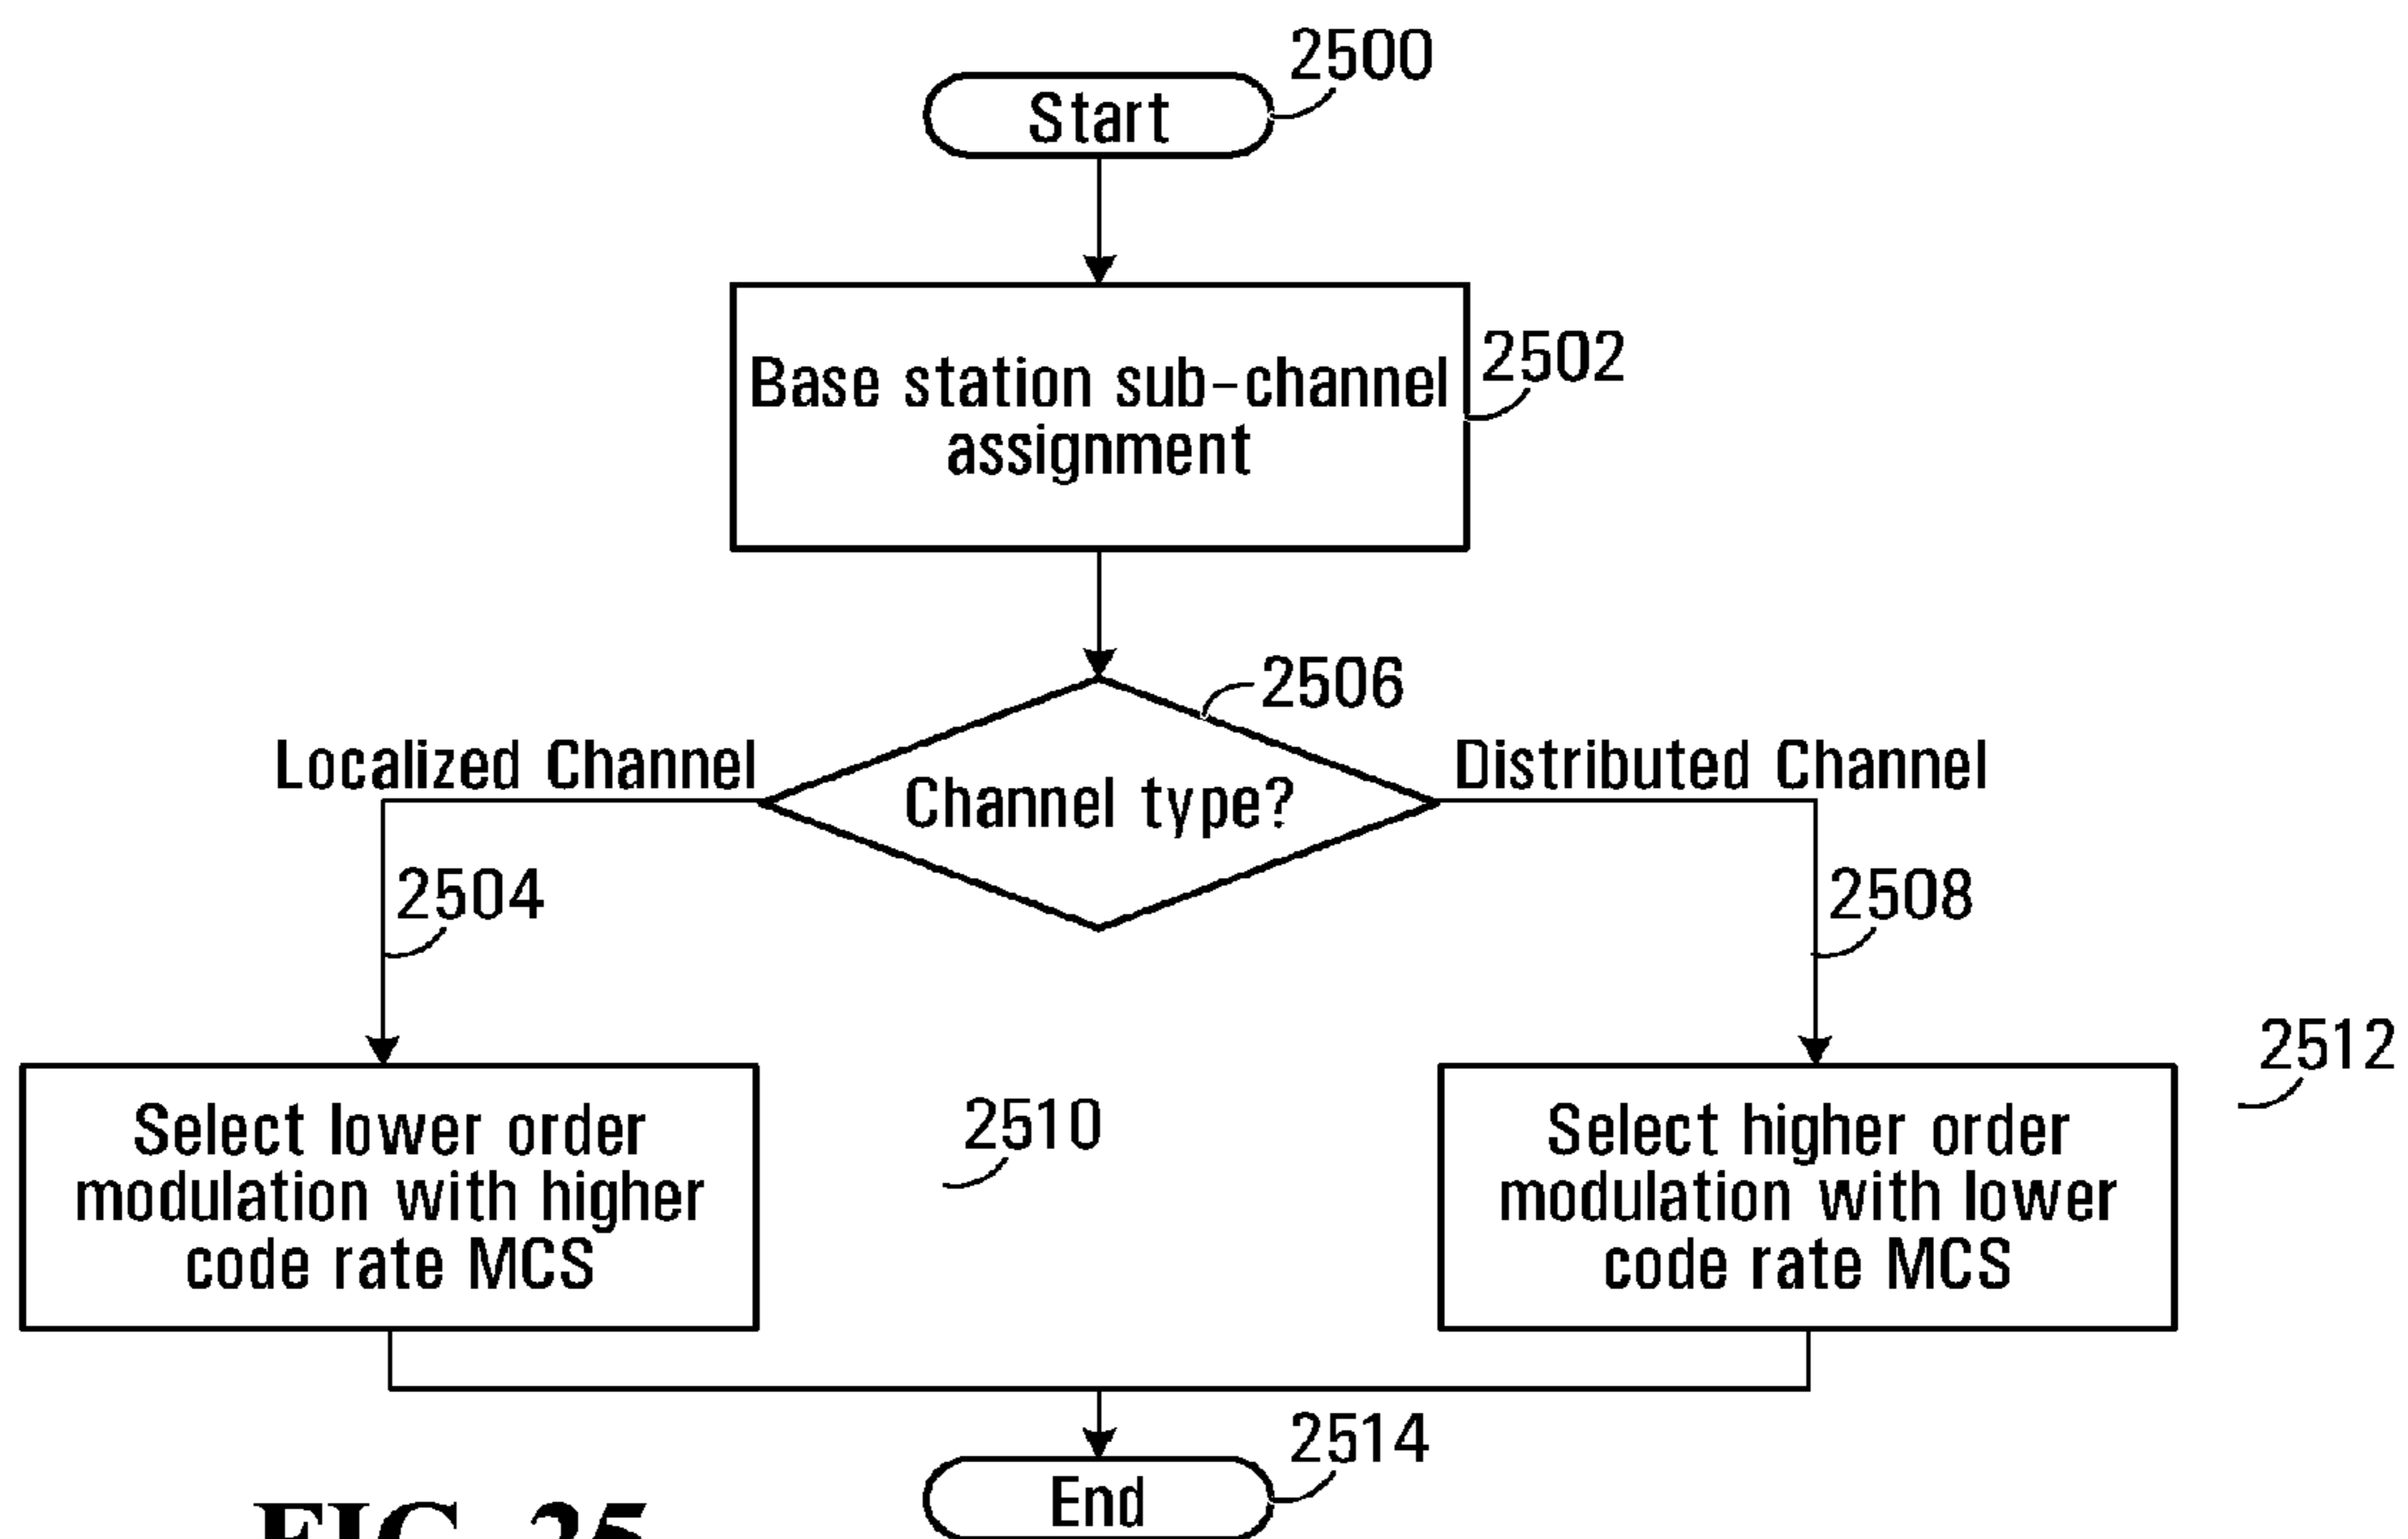 2500
Start
2502
Base station sub-channel
assignment
2506
Localized Channel
Channel type?
Distributed Channel
2504
2508
2512
2510
Select lower order
modulation with higher
code rate MCS
Select higher order
modulation with lower
code rate MCS
2514
End
FIG. 25